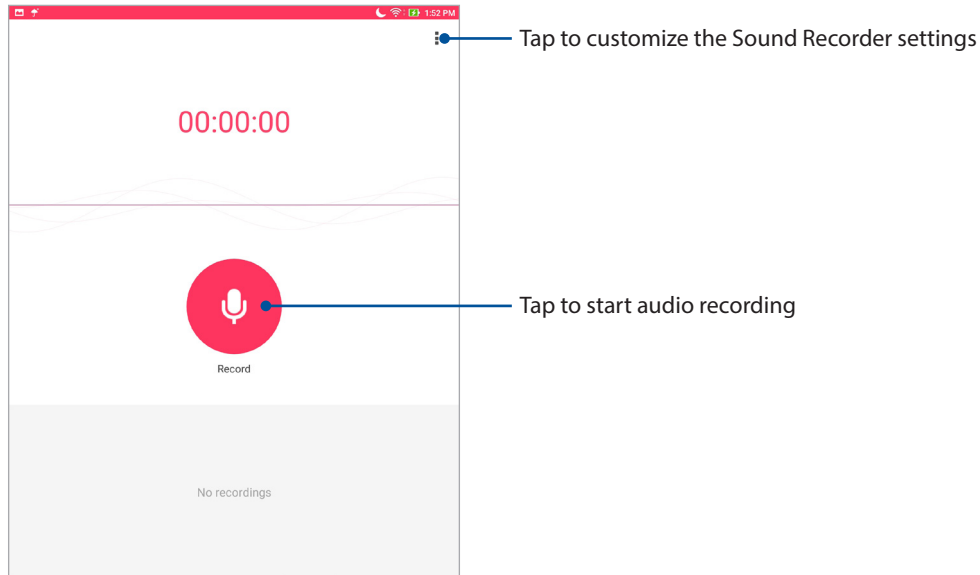 1:52 PM
Tap to customize the Sound Recorder settings
00:00:00
Tap to start audio recording
Record
No recordings